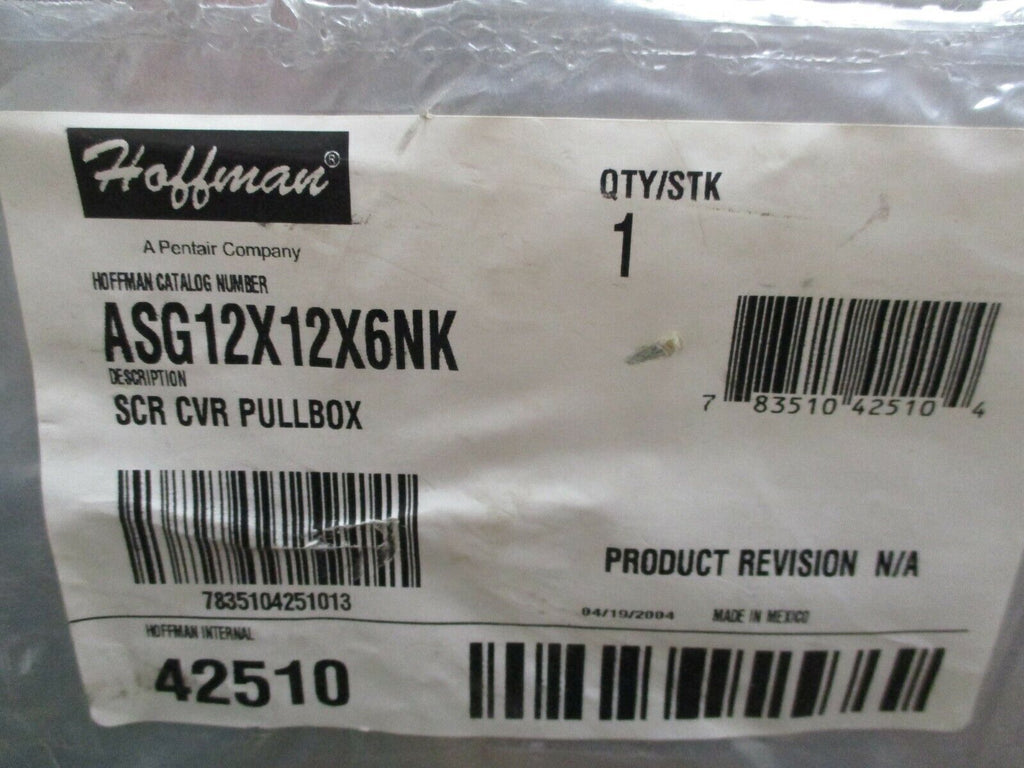 Hoffman®
A Pentair Company
HOFFMAN CATALOG NUMBER
ASG12X12X6NK
DESCRIPTION
SCR CVR PULLBOX
7835104251013
QTY/STK
1
7 83510 42510 4
PRODUCT REVISION N/A
04/19/2004 MADE IN MEXICO
HOFFMAN INTERNAL
42510